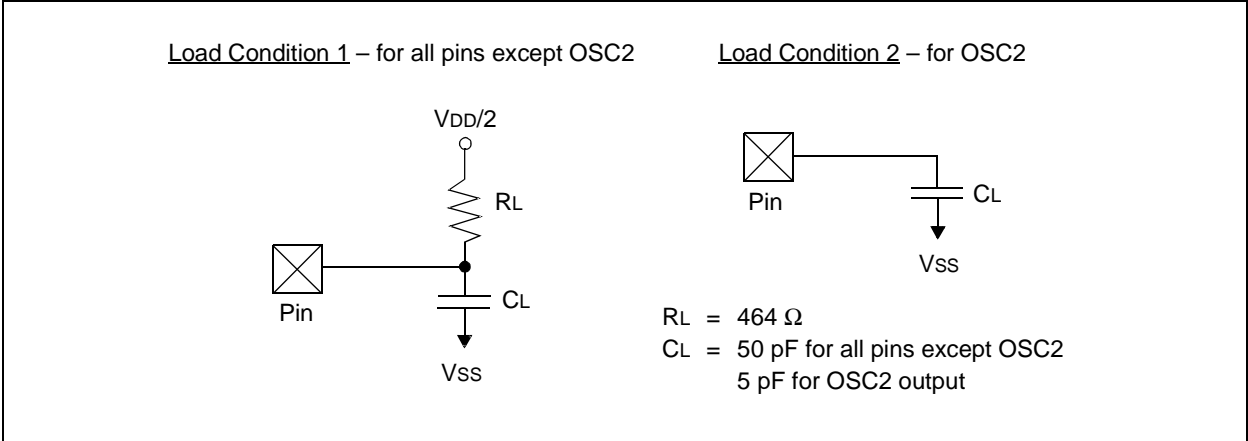 Load Condition 1 – for all pins except OSC2
VDD/2
RL
Pin
CL
VSS
Load Condition 2 – for OSC2
Pin
CL
VSS
RL = 464 Ω
CL = 50 pF for all pins except OSC2
5 pF for OSC2 output